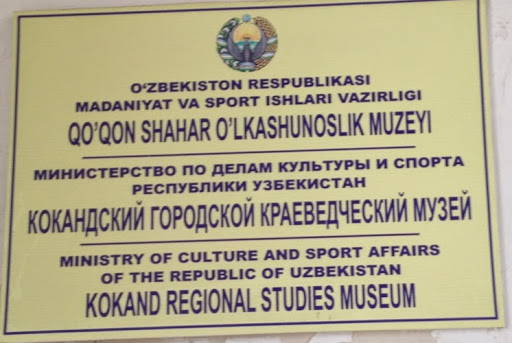 O‘ZBEKISTON RESPUBLIKASI
MADANIYAT VA SPORT ISHLARI VAZIRLIGI
QO’QON SHAHAR O’LKASHUNOSLIK MUZEYI
МИНИСТЕРСТВО ПО ДЕЛАМ КУЛЬТУРЫ И СПОРТА
РЕСПУБЛИКИ УЗБЕКИСТАН
КОКАНДСКИЙ ГОРОДСКОЙ КРАЕВЕДЧЕСКИЙ МУЗЕЙ
MINISTRY OF CULTURE AND SPORT AFFAIRS
OF THE REPUBLIC OF UZBEKISTAN
KOKAND REGIONAL STUDIES MUSEUM